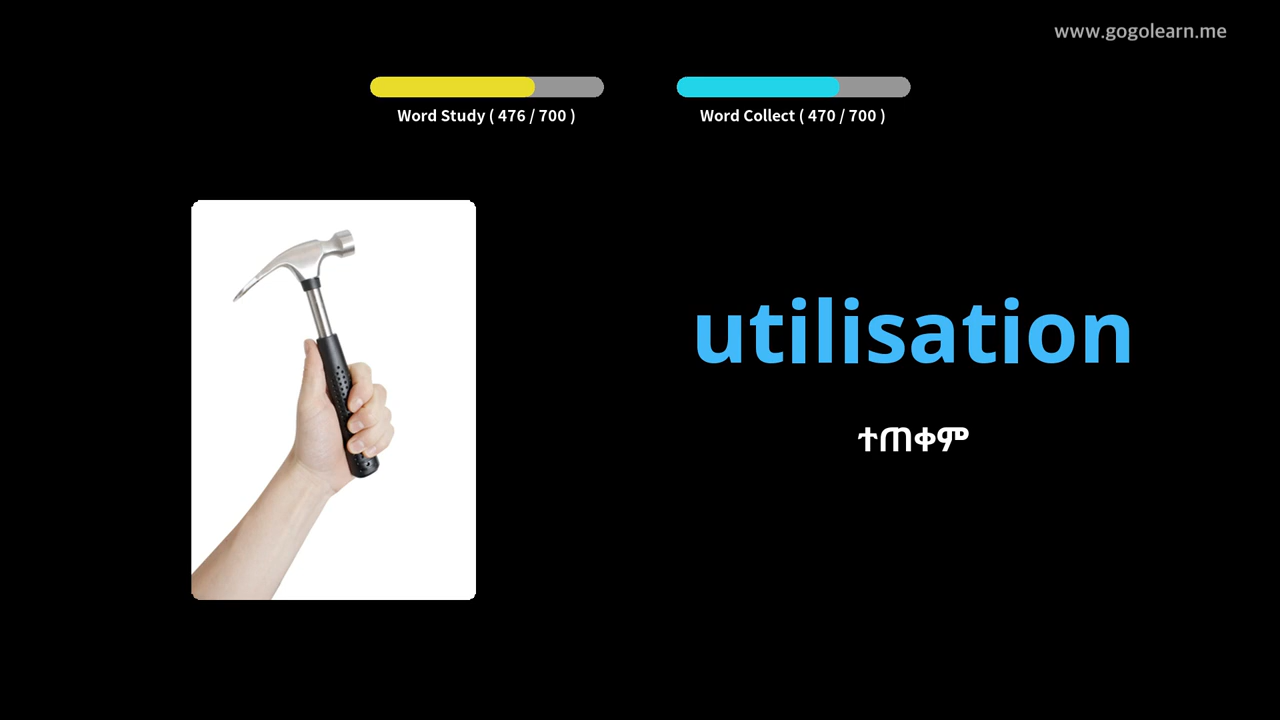 www.gogolearn.me
Word Study ( 476 / 700 )
Word Collect ( 470 / 700 )
utilisation
ተጠቀም